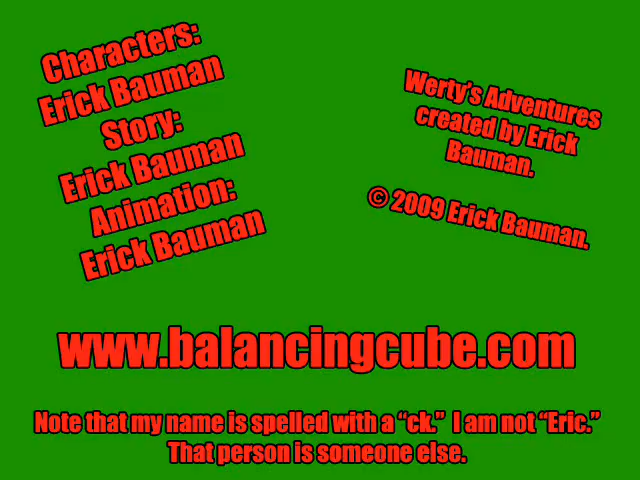 Characters:
Erick Bauman
Story:
Erick Bauman
Animation:
Erick Bauman
Werty's Adventures
created by Erick
Bauman.
© 2009 Erick Bauman.
www.balancingcube.com
Note that my name is spelled with a “ck.” I am not “Eric.”
That person is someone else.